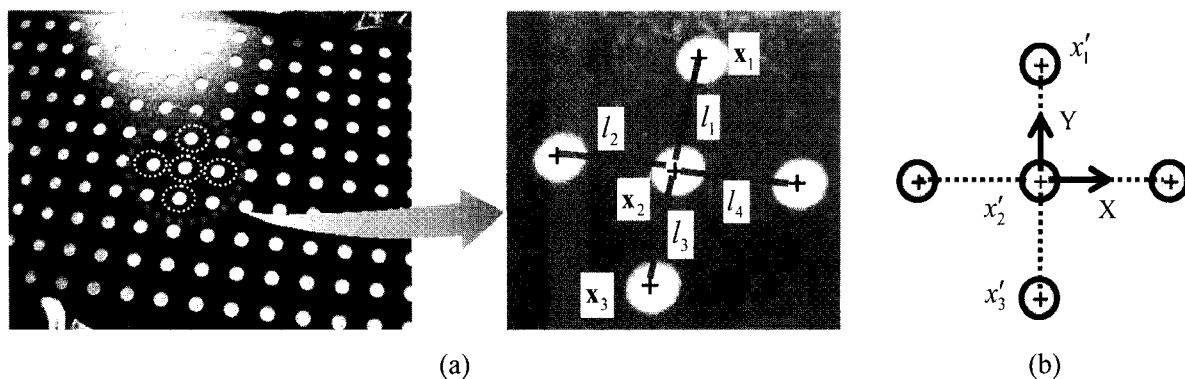 x₁
l₁
l₂
x₂
l₃
l₄
x₃
(a)
x′₁
Y
X
x′₂
x′₃
(b)